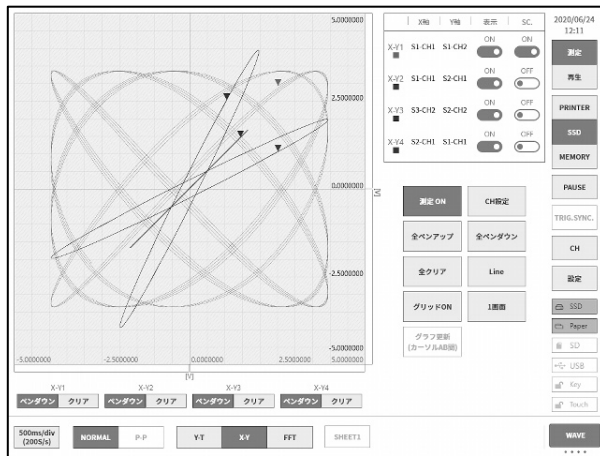 5.0000000
2.5000000
0.0000000
-2.5000000
-5.0000000
[V]
-5.0000000 -2.5000000 0.0000000 2.5000000 5.0000000
[V]
X軸 Y軸 表示 SC.
X-Y1 S1-CH1 S1-CH2 ON ON
X-Y2 S1-CH1 S2-CH1 ON OFF
X-Y3 S3-CH2 S2-CH2 ON OFF
X-Y4 S2-CH1 S1-CH1 ON OFF
測定 ON CH設定
全ペンアップ 全ペンダウン
全クリア Line
グリッドON 1画面
グラフ更新
(カーソルAB間)
2020/06/24
12:11
測定
再生
PRINTER
SSD
MEMORY
PAUSE
TRIG.SYNC.
CH
設定
SSD
Paper
SD
USB
Key
Touch
X-Y1 X-Y2 X-Y3 X-Y4
ペンダウン クリア ペンダウン クリア ペンダウン クリア ペンダウン クリア
500ms/div
(200S/s)
NORMAL P-P Y-T X-Y FFT SHEET1 WAVE